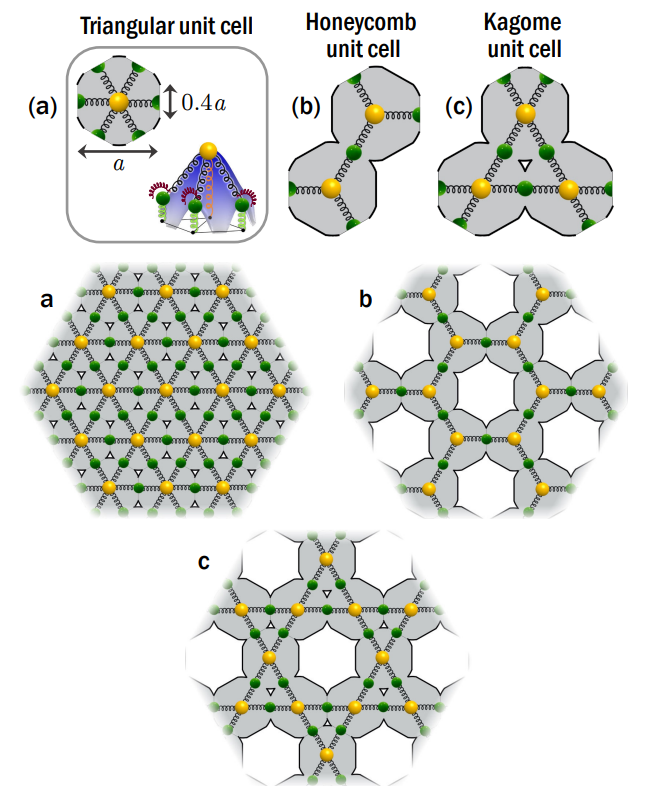 Triangular unit cell
Honeycomb
unit cell
Kagome
unit cell
(a)
0.4a
a
(b)
(c)
a
b
c